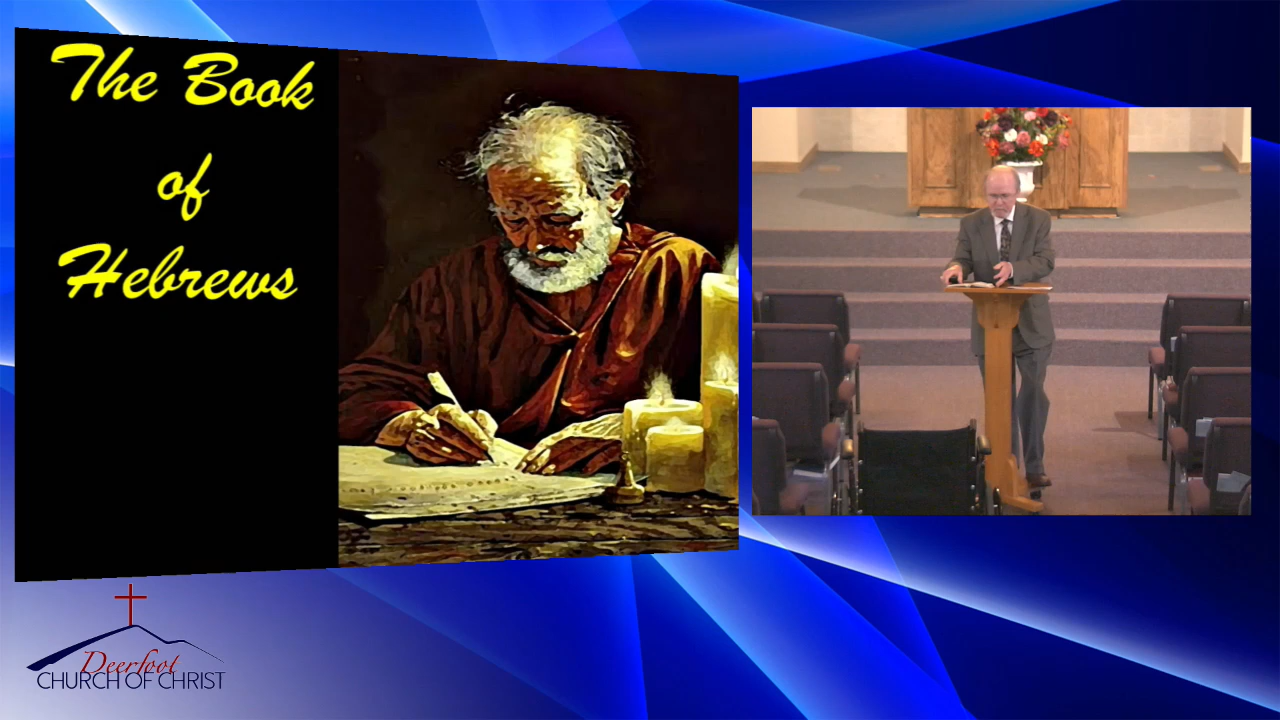 The Book
of
Hebrews
Deerfoot
CHURCH OF CHRIST